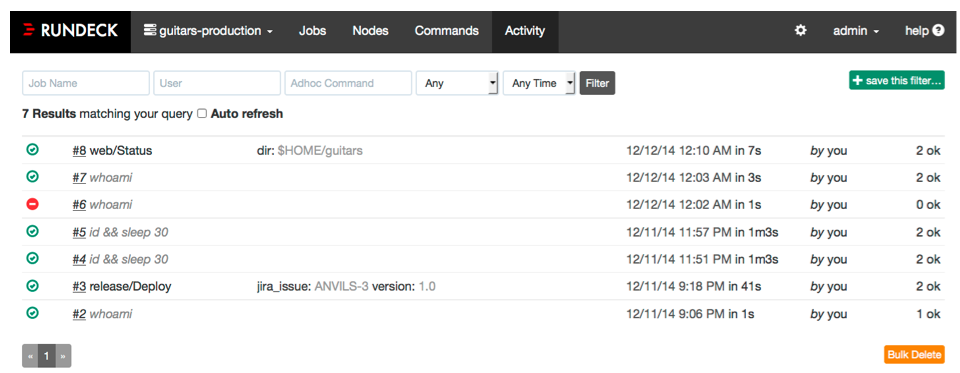 RUNDECK guitars-production Jobs Nodes Commands Activity admin help
Job Name User Adhoc Command Any Any Time Filter save this filter...
7 Results matching your query Auto refresh
#8 web/Status dir: $HOME/guitars 12/12/14 12:10 AM in 7s by you 2 ok
#7 whoami 12/12/14 12:03 AM in 3s by you 2 ok
#6 whoami 12/12/14 12:02 AM in 1s by you 0 ok
#5 id && sleep 30 12/11/14 11:57 PM in 1m3s by you 2 ok
#4 id && sleep 30 12/11/14 11:51 PM in 1m3s by you 2 ok
#3 release/Deploy jira_issue: ANVILS-3 version: 1.0 12/11/14 9:18 PM in 41s by you 2 ok
#2 whoami 12/11/14 9:06 PM in 1s by you 1 ok
« 1 » Bulk Delete